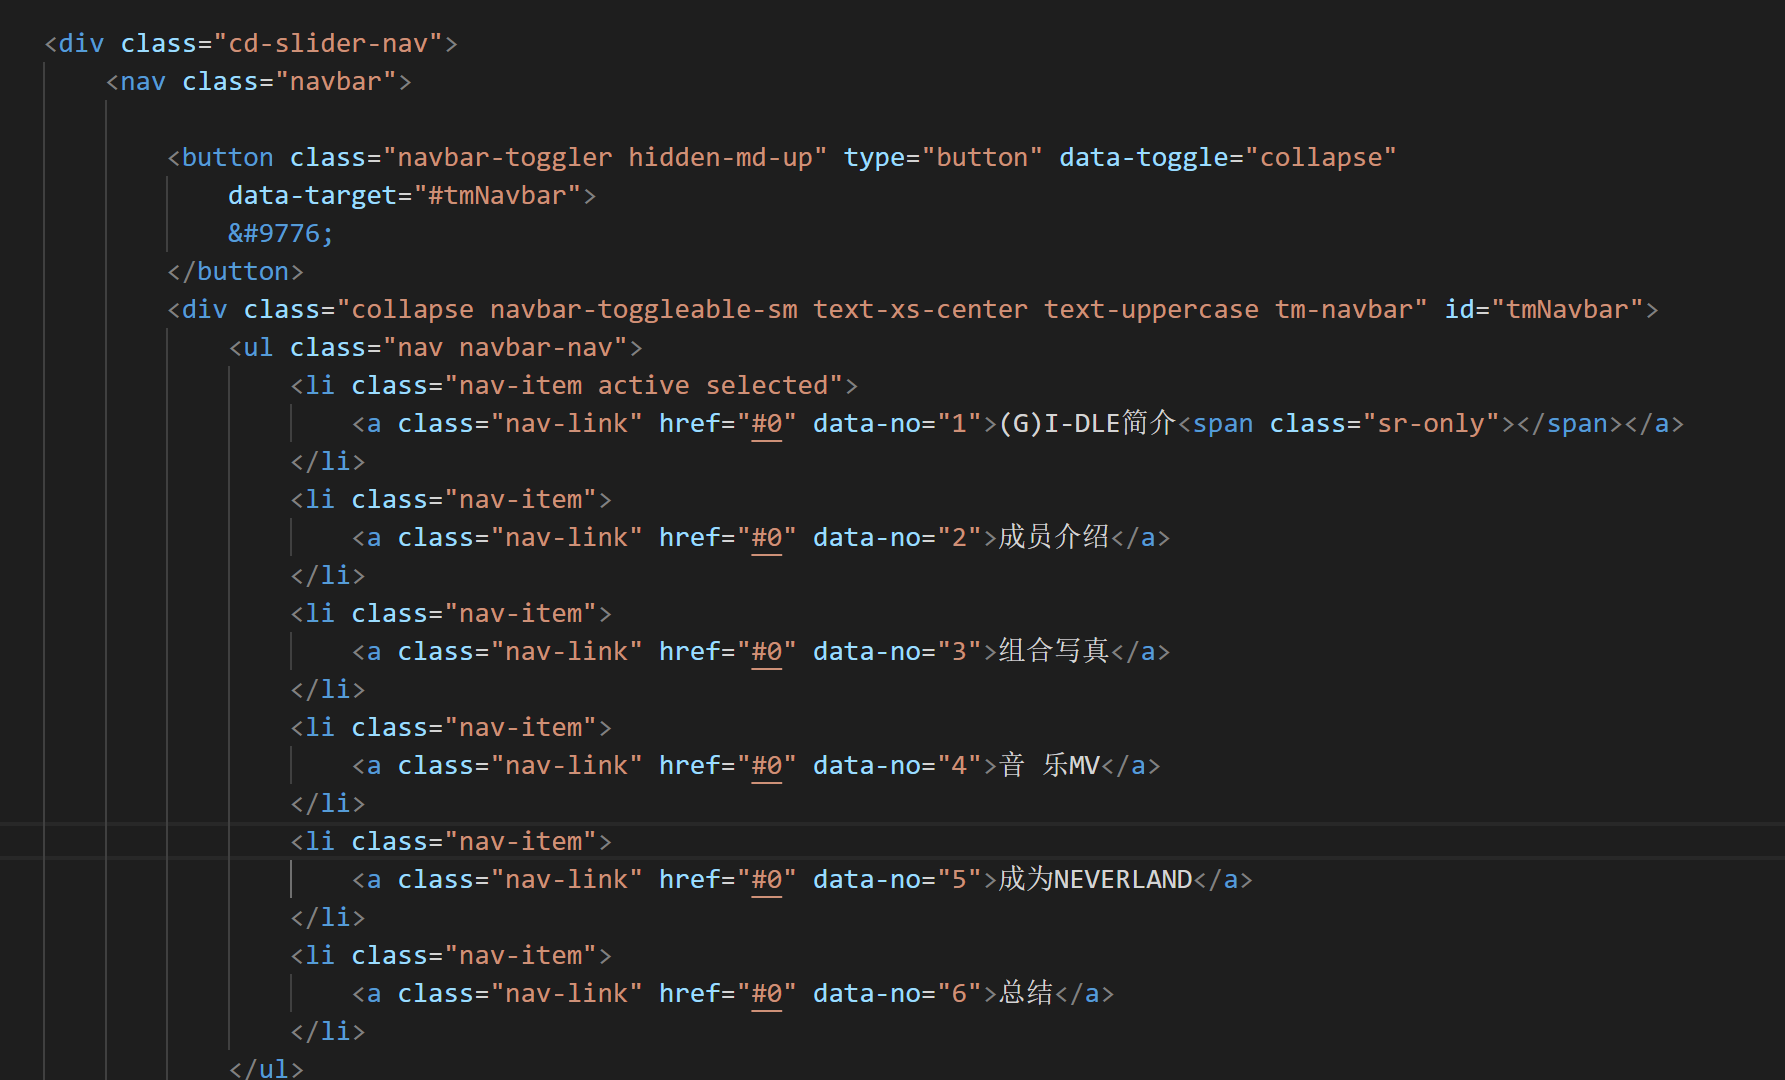 <div class="cd-slider-nav">
<nav class="navbar">
<button class="navbar-toggler hidden-md-up" type="button" data-toggle="collapse"
data-target="#tmNavbar">
&#9776;
</button>
<div class="collapse navbar-toggleable-sm text-xs-center text-uppercase tm-navbar" id="tmNavbar">
<ul class="nav navbar-nav">
<li class="nav-item active selected">
<a class="nav-link" href="#0" data-no="1">(G)I-DLE简介<span class="sr-only"></span></a>
</li>
<li class="nav-item">
<a class="nav-link" href="#0" data-no="2">成员介绍</a>
</li>
<li class="nav-item">
<a class="nav-link" href="#0" data-no="3">组合写真</a>
</li>
<li class="nav-item">
<a class="nav-link" href="#0" data-no="4">音 乐MV</a>
</li>
<li class="nav-item">
<a class="nav-link" href="#0" data-no="5">成为NEVERLAND</a>
</li>
<li class="nav-item">
<a class="nav-link" href="#0" data-no="6">总结</a>
</li>
</ul>